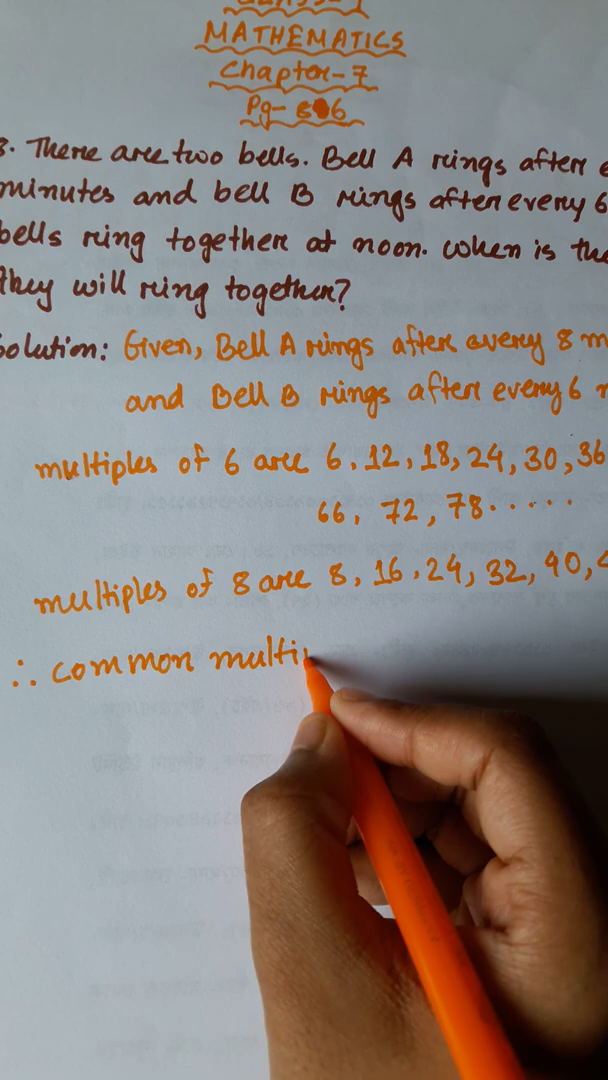 MATHEMATICS
Chapter-7
Pg- 86
3. There are two bells. Bell A rings after
minutes and bell B rings after every 6
bells ring together at noon. When is the
they will ring together?
Solution: Given, Bell A rings after every 8 m
and Bell B rings after every 6 m
multiples of 6 are 6, 12, 18, 24, 30, 36
66, 72, 78.....
multiples of 8 are 8, 16, 24, 32, 40, 4
∴ common multi